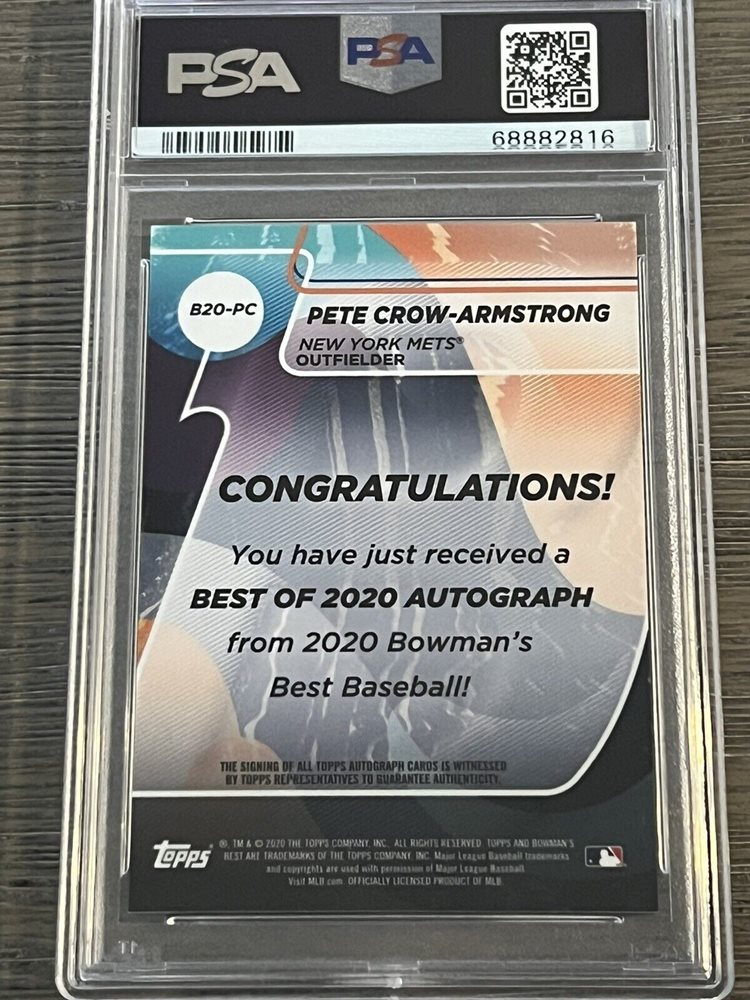 PSA
PSA
68882816
B20-PC
PETE CROW-ARMSTRONG
NEW YORK METS®
OUTFIELDER
CONGRATULATIONS!
You have just received a
BEST OF 2020 AUTOGRAPH
from 2020 Bowman's
Best Baseball!
THE SIGNING OF ALL TOPPS AUTOGRAPH CARDS IS WITNESSED
BY TOPPS REPRESENTATIVES TO GUARANTEE AUTHENTICITY.
TOPPS
®, TM & © 2020 THE TOPPS COMPANY, INC. ALL RIGHTS RESERVED. TOPPS AND BOWMAN'S
BEST ARE TRADEMARKS OF THE TOPPS COMPANY, INC. Major League Baseball trademarks
and copyrights are used with permission of Major League Baseball.
Visit MLB.com. OFFICIALLY LICENSED PRODUCT OF MLB.